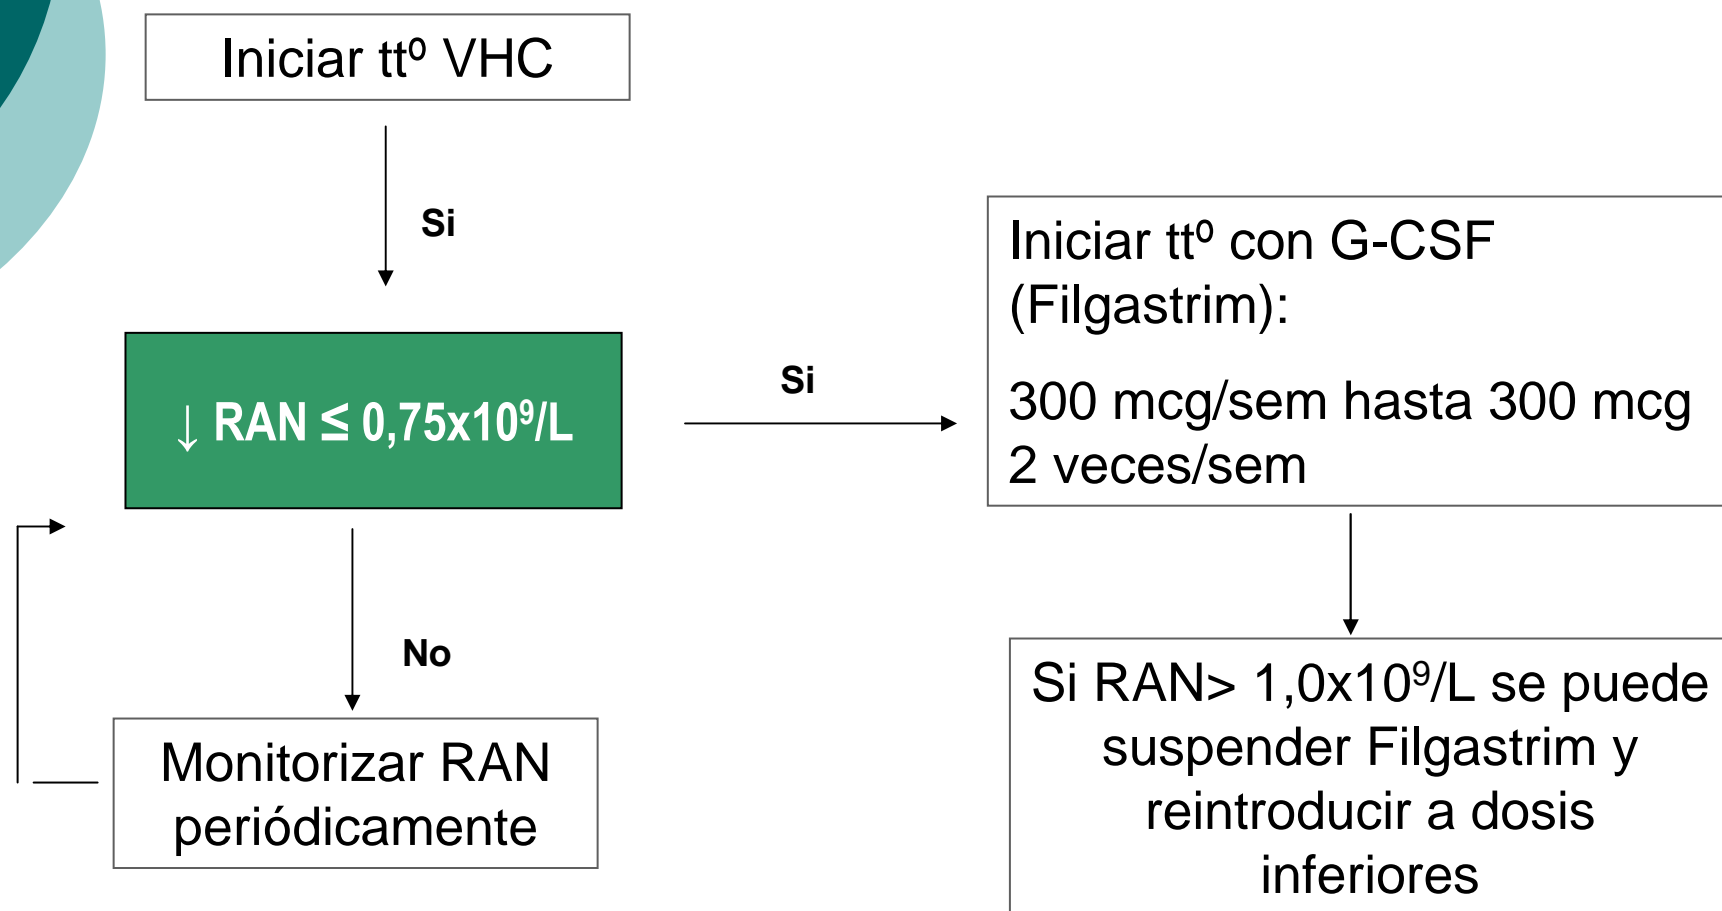 Iniciar ttº VHC
Si
↓ RAN ≤ 0,75x10⁹/L
Si
Iniciar ttº con G-CSF
(Filgastrim):
300 mcg/sem hasta 300 mcg
2 veces/sem
No
Monitorizar RAN
periódicamente
Si RAN> 1,0x10⁹/L se puede
suspender Filgastrim y
reintroducir a dosis
inferiores